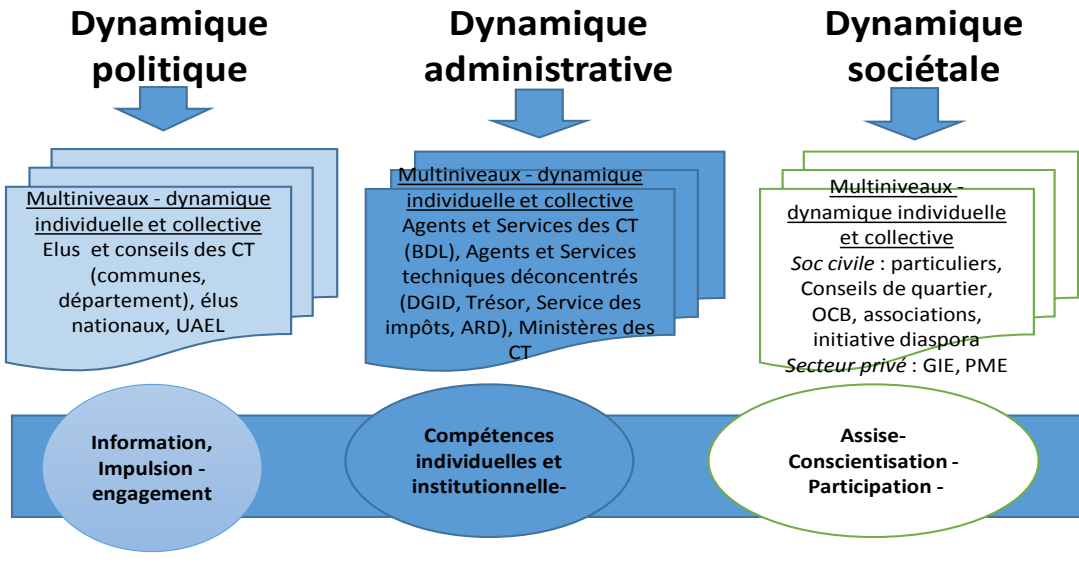 Dynamique
politique
Multiniveaux - dynamique
individuelle et collective
Elus et conseils des CT
(communes,
département), élus
nationaux, UAEL
Information,
Impulsion -
engagement
Dynamique
administrative
Multiniveaux - dynamique
individuelle et collective
Agents et Services des CT
(BDL), Agents et Services
techniques déconcentrés
(DGID, Trésor, Service des
impôts, ARD), Ministères des
CT
Compétences
individuelles et
institutionnelle-
Dynamique
sociétale
Multiniveaux -
dynamique individuelle
et collective
Soc civile : particuliers,
Conseils de quartier,
OCB, associations,
initiative diaspora
Secteur privé : GIE, PME
Assise-
Conscientisation -
Participation -